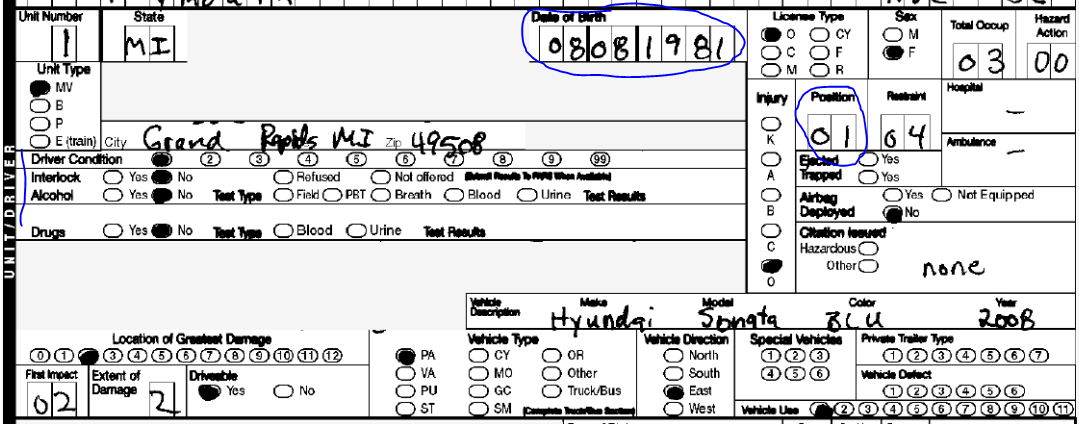 Unit Number State Date of Birth License Type Sex Total Occup Hazard Action
1 MI 08081981 O CY M 03 00
C F F
M R
Unit Type
MV
B
P
E (train) City Grand Rapids MI Zip 49508
Injury Position Restraint Hospital
K 01 04 –
Ambulance
–
UNIT/DRIVER
Driver Condition 2 3 4 5 6 7 8 9 99
Interlock Yes No Refused Not offered
Alcohol Yes No Test Type Field PBT Breath Blood Urine Test Results
Drugs Yes No Test Type Blood Urine Test Results
A
B
C
O
Ejected Yes
Trapped Yes
Airbag Deployed Yes Not Equipped
No
Citation Issued
Hazardous
Other none
Vehicle Description Make Model Color Year
Hyundai Sonata BLU 2008
Location of Greatest Damage
0 1 3 4 5 6 7 8 9 10 11 12
First Impact Extent of Damage Driveable
02 2 Yes No
PA
VA
PU
ST
Vehicle Type
CY OR
MO Other
GC Truck/Bus
SM (Complete Truck/Bus Section)
Vehicle Direction
North
South
East
West
Special Vehicles
1 2 3
4 5 6
Private Trailer Type
1 2 3 4 5 6 7
Vehicle Defect
1 2 3 4 5 6
Vehicle Use 2 3 4 5 6 7 8 9 10 11